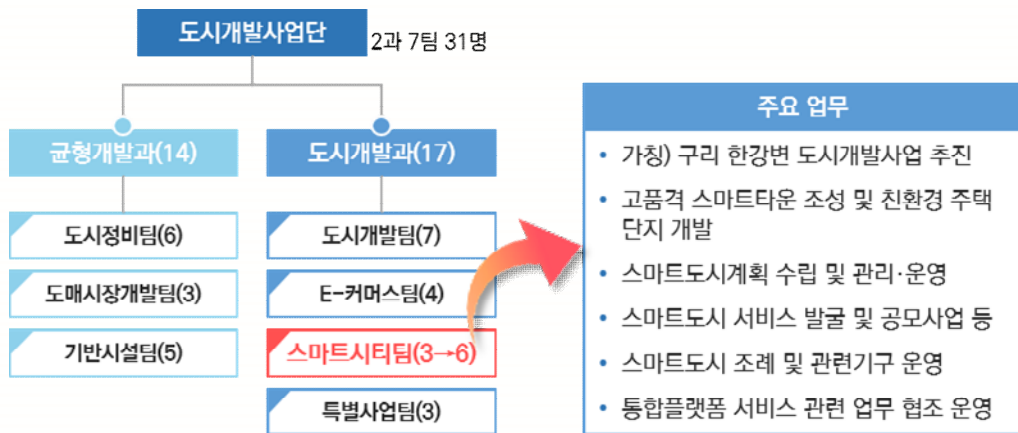 도시개발사업단
2과 7팀 31명
균형개발과(14)
도시개발과(17)
도시정비팀(6)
도매시장개발팀(3)
기반시설팀(5)
도시개발팀(7)
E-커머스팀(4)
스마트시티팀(3→6)
특별사업팀(3)
주요 업무
• 가칭) 구리 한강변 도시개발사업 추진
• 고품격 스마트타운 조성 및 친환경 주택
단지 개발
• 스마트도시계획 수립 및 관리·운영
• 스마트도시 서비스 발굴 및 공모사업 등
• 스마트도시 조례 및 관련기구 운영
• 통합플랫폼 서비스 관련 업무 협조 운영